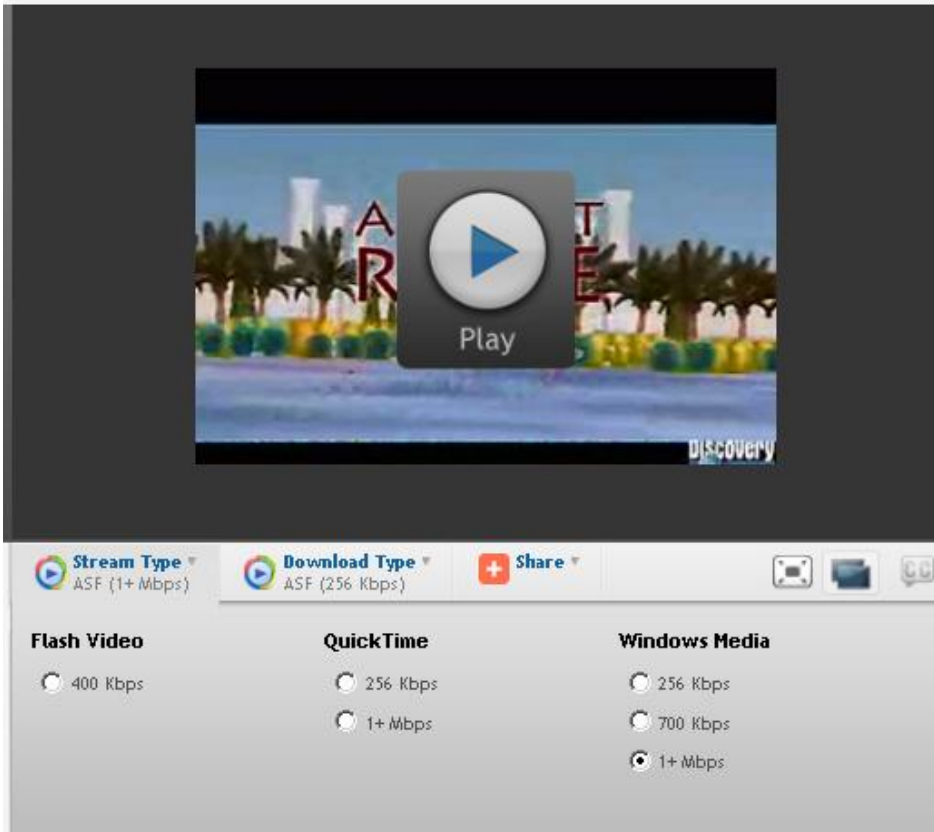 A T
R E
Play
Discovery
Stream Type
ASF (1+ Mbps)
Download Type
ASF (256 Kbps)
Share
CC
Flash Video
QuickTime
Windows Media
400 Kbps
256 Kbps
256 Kbps
1+ Mbps
700 Kbps
1+ Mbps